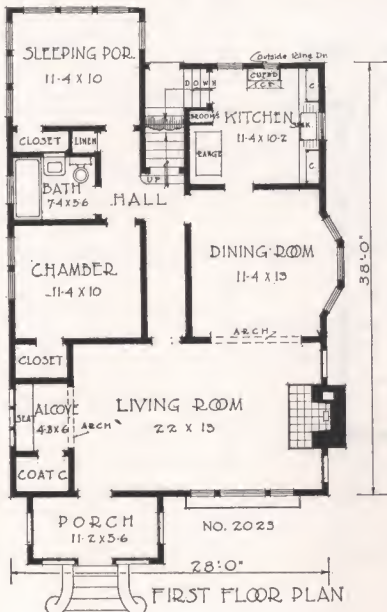 Outside Icing Dr.
SLEEPING POR.
11-4 X 10
DOWN
CUPBD
ICE
C
BROOMS
KITCHEN
11-4 X 10-2
SINK
RANGE
C
CLOSET
LINEN
UP
BATH
7-4 X 5-6
HALL
CHAMBER
11-4 X 10
DINING ROOM
11-4 X 13
38'-0"
ARCH
CLOSET
SEAT
ALCOVE
4-8 X 6
ARCH
LIVING ROOM
22 X 13
COAT C.
PORCH
11-2 X 5-6
NO. 2023
28'-0"
FIRST FLOOR PLAN